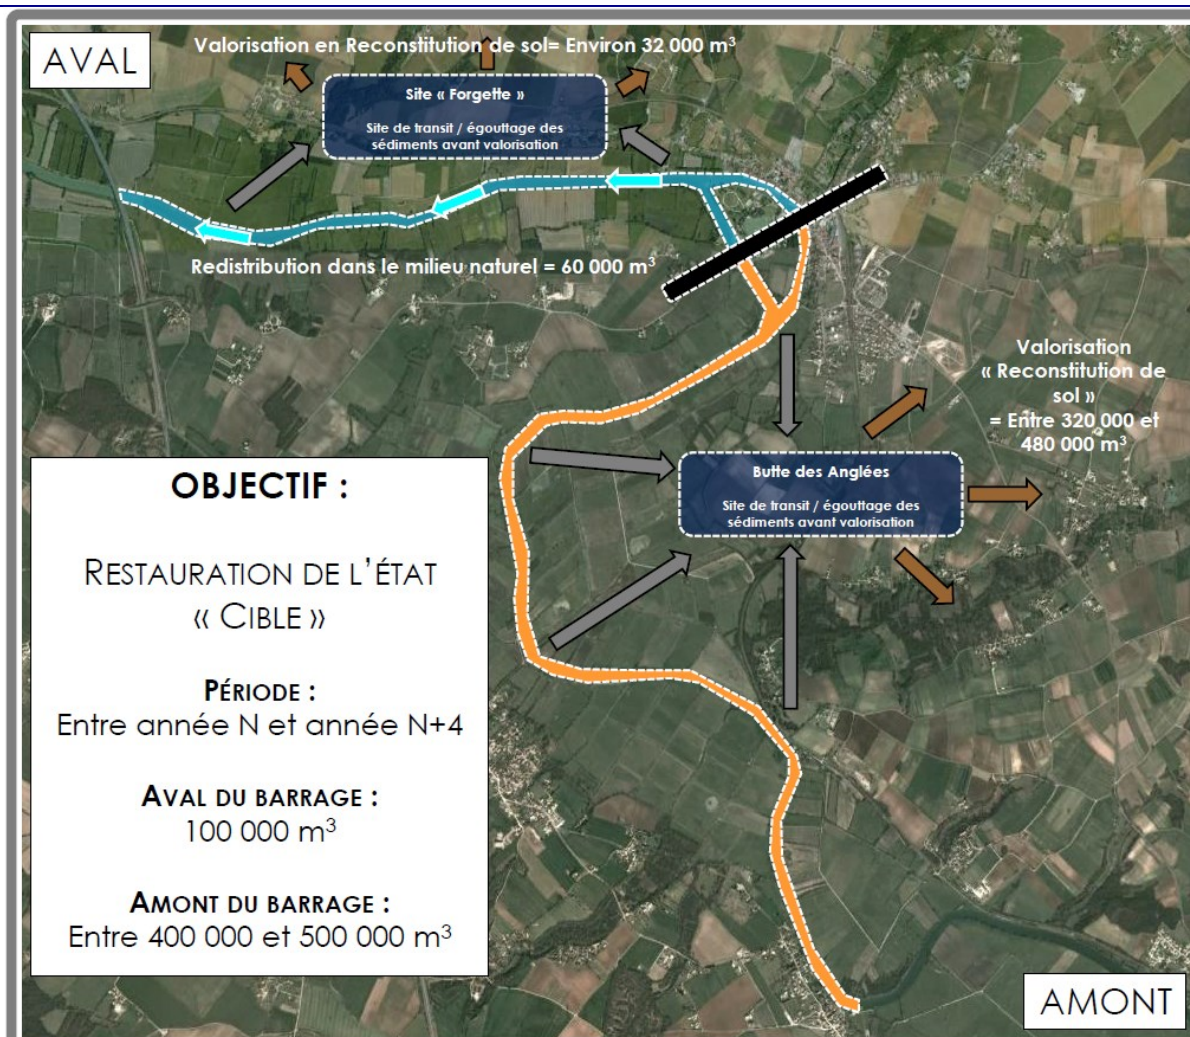 AVAL
Valorisation en Reconstitution de sol= Environ 32 000 m³
Site « Forgette »
Site de transit / égouttage des
sédiments avant valorisation
Redistribution dans le milieu naturel = 60 000 m³
Valorisation
« Reconstitution de
sol »
= Entre 320 000 et
480 000 m³
Butte des Anglées
Site de transit / égouttage des
sédiments avant valorisation
OBJECTIF :
RESTAURATION DE L’ÉTAT
« CIBLE »
PÉRIODE :
Entre année N et année N+4
AVAL DU BARRAGE :
100 000 m³
AMONT DU BARRAGE :
Entre 400 000 et 500 000 m³
AMONT